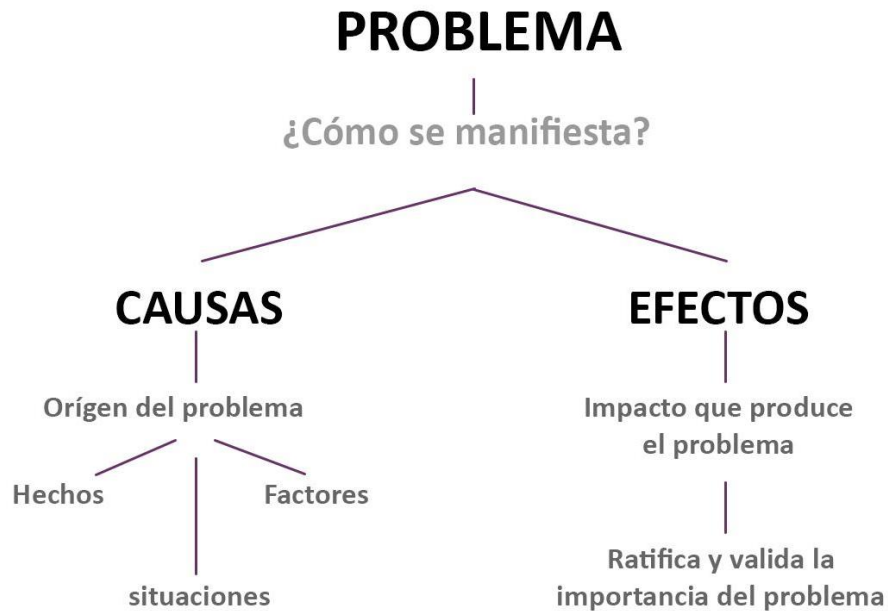 PROBLEMA
¿Cómo se manifiesta?
CAUSAS
EFECTOS
Orígen del problema
Impacto que produce
el problema
Hechos
Factores
situaciones
Ratifica y valida la
importancia del problema